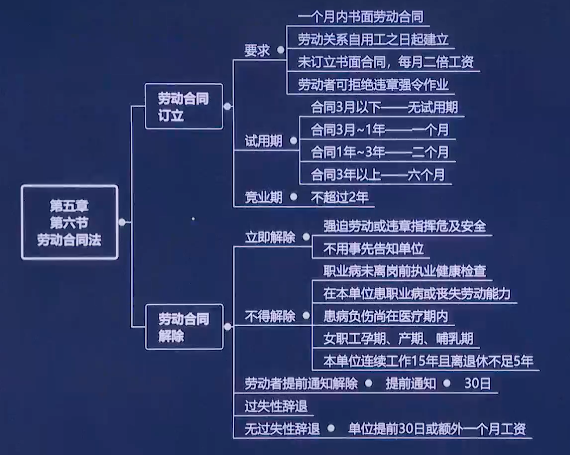 第五章
第六节
劳动合同法
劳动合同
订立
要求
一个月内书面劳动合同
劳动关系自用工之日起建立
未订立书面合同，每月二倍工资
劳动者可拒绝违章强令作业
试用期
合同3月以下——无试用期
合同3月~1年——一个月
合同1年~3年——二个月
合同3年以上——六个月
竞业期
不超过2年
劳动合同
解除
立即解除
强迫劳动或违章指挥危及安全
不用事先告知单位
不得解除
职业病未离岗前执业健康检查
在本单位患职业病或丧失劳动能力
患病负伤尚在医疗期内
女职工孕期、产期、哺乳期
本单位连续工作15年且离退休不足5年
劳动者提前通知解除
提前通知
30日
过失性辞退
无过失性辞退
单位提前30日或额外一个月工资